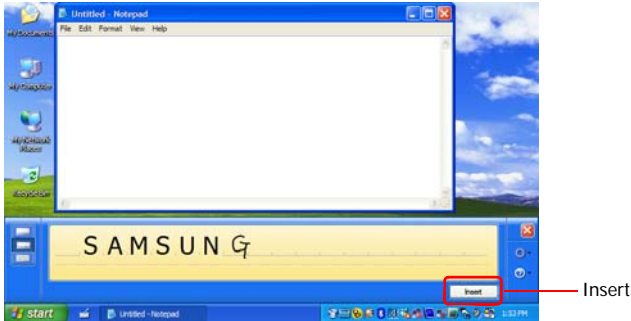 Untitled - Notepad
File Edit Format View Help
My Documents
My Computer
My Network
Places
Recycle Bin
SAMSUNG
Insert
Insert
start
Untitled - Notepad
1:53 PM